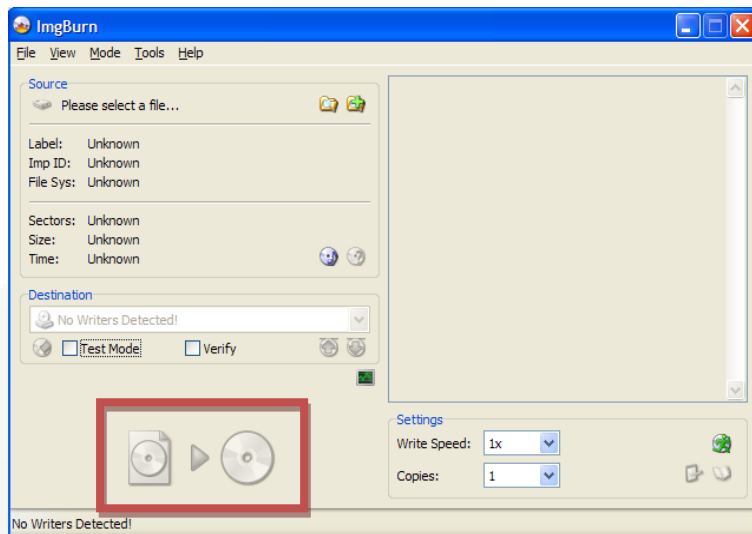 ImgBurn
File View Mode Tools Help
Source
Please select a file...
Label: Unknown
Imp ID: Unknown
File Sys: Unknown
Sectors: Unknown
Size: Unknown
Time: Unknown
Destination
No Writers Detected!
Test Mode Verify
Settings
Write Speed: 1x
Copies: 1
No Writers Detected!